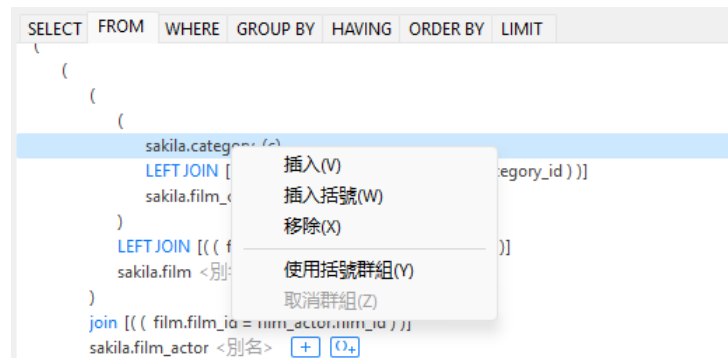 SELECT FROM WHERE GROUP BY HAVING ORDER BY LIMIT
(
(
(
(
sakila.category (c)
LEFT JOIN [ egory_id ) )]
sakila.film_
)
LEFT JOIN [( ( )]
sakila.film <別
)
join [( ( film.film_id = film_actor.film_id ) )]
sakila.film_actor <別名> + ()+
插入(V)
插入括號(W)
移除(X)
使用括號群組(Y)
取消群組(Z)